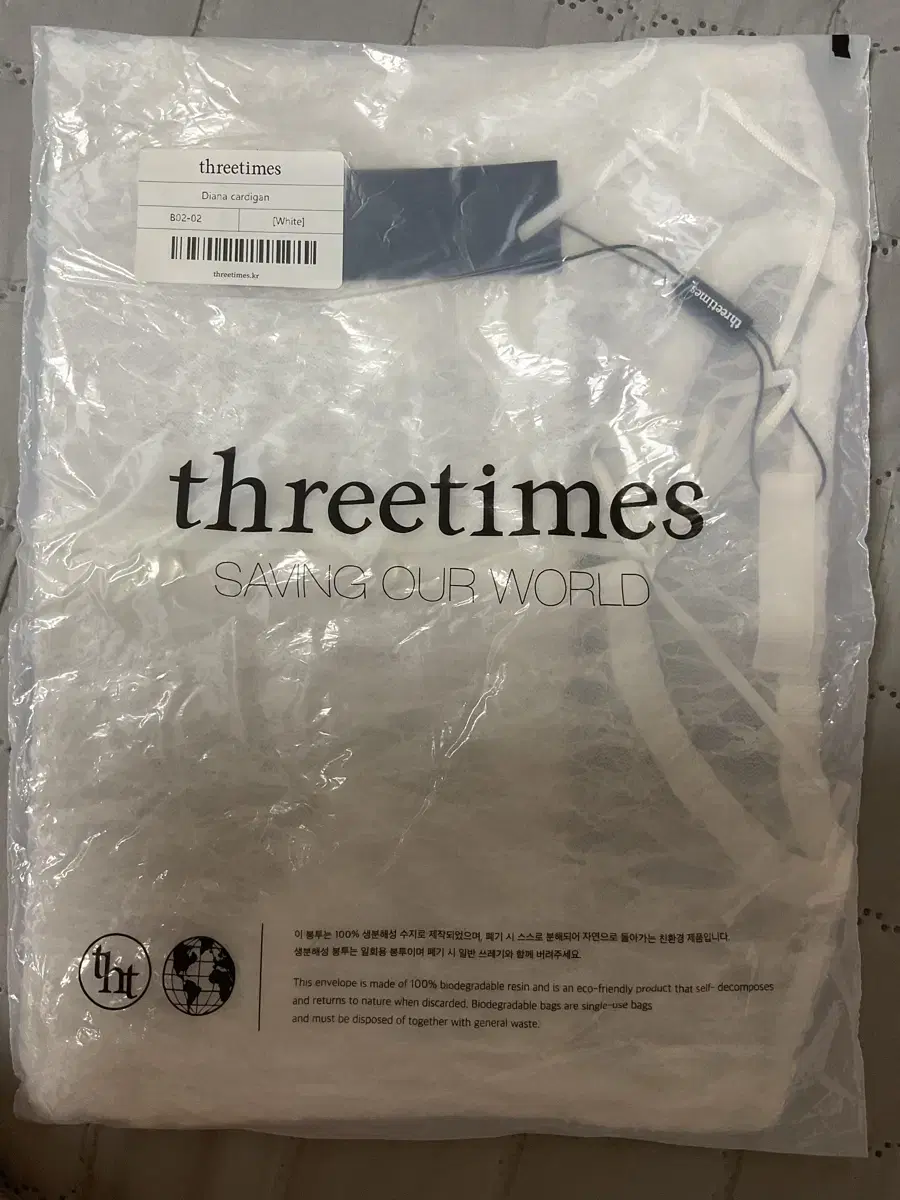 threetimes
Diana cardigan
B02-02
[White]
threetimes.kr
threetimes
threetimes
SAVING OUR WORLD
tht
이 봉투는 100% 생분해성 수지로 제작되었으며, 폐기 시 스스로 분해되어 자연으로 돌아가는 친환경 제품입니다.
생분해성 봉투는 일회용 봉투이며 폐기 시 일반 쓰레기와 함께 버려주세요.
This envelope is made of 100% biodegradable resin and is an eco-friendly product that self- decomposes
and returns to nature when discarded. Biodegradable bags are single-use bags
and must be disposed of together with general waste.